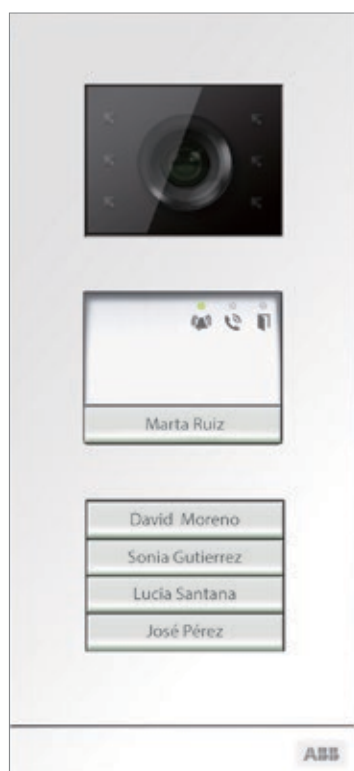 Marta Ruiz
David Moreno
Sonia Gutierrez
Lucia Santana
José Pérez
ABB